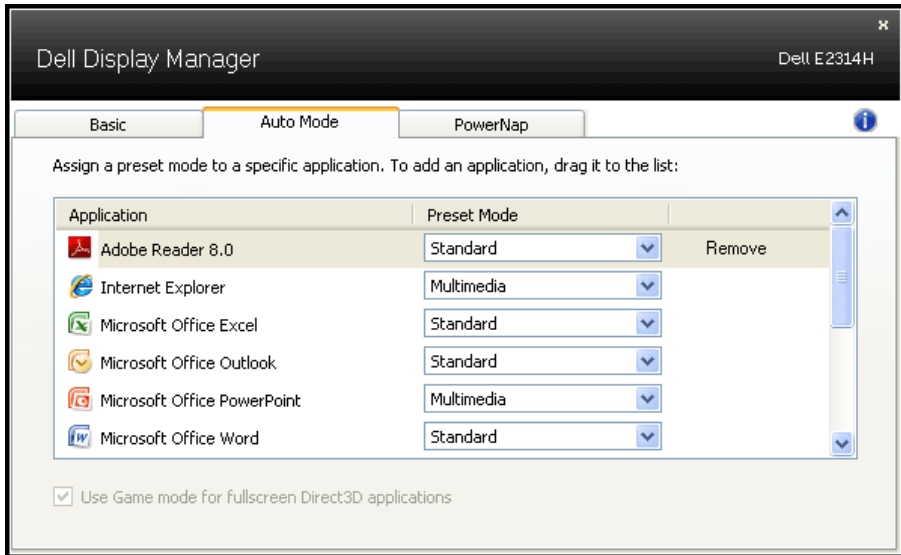 x
Dell Display Manager
Dell E2314H
Basic Auto Mode PowerNap
Assign a preset mode to a specific application. To add an application, drag it to the list:
Application Preset Mode
Adobe Reader 8.0 Standard Remove
Internet Explorer Multimedia
Microsoft Office Excel Standard
Microsoft Office Outlook Standard
Microsoft Office PowerPoint Multimedia
Microsoft Office Word Standard
Use Game mode for fullscreen Direct3D applications